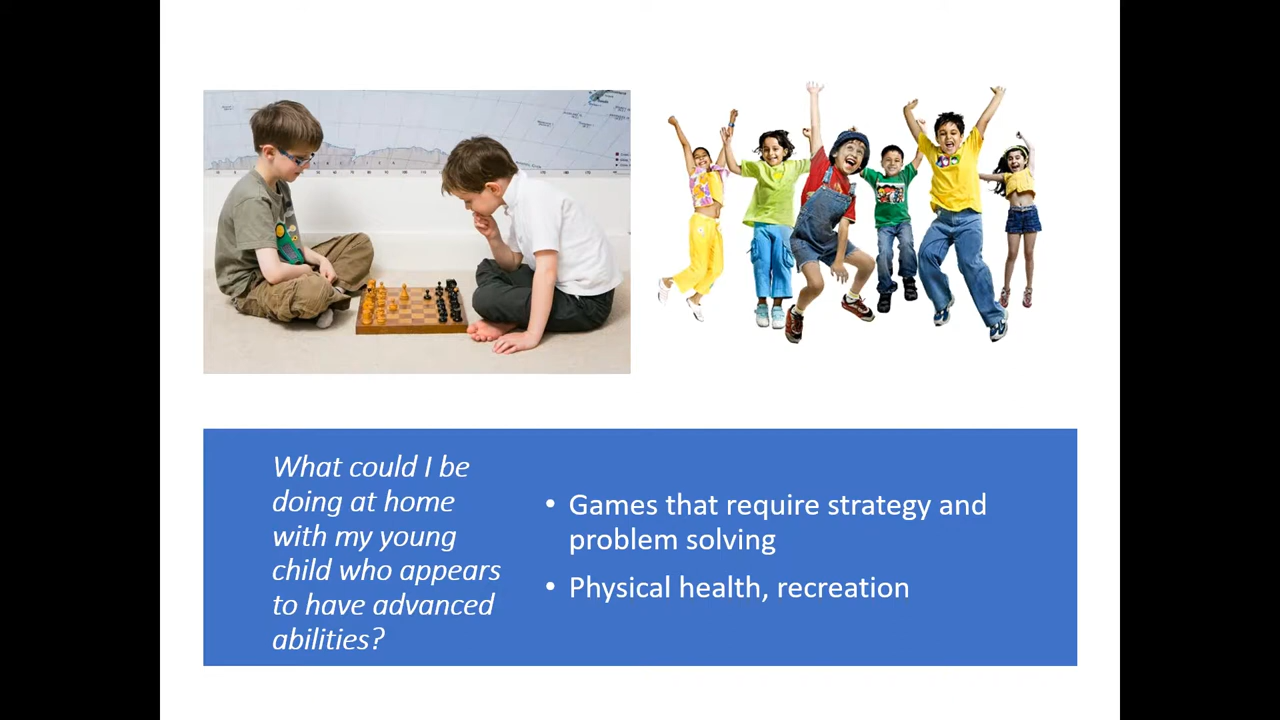 What could I be
doing at home
with my young
child who appears
to have advanced
abilities?
• Games that require strategy and
problem solving
• Physical health, recreation